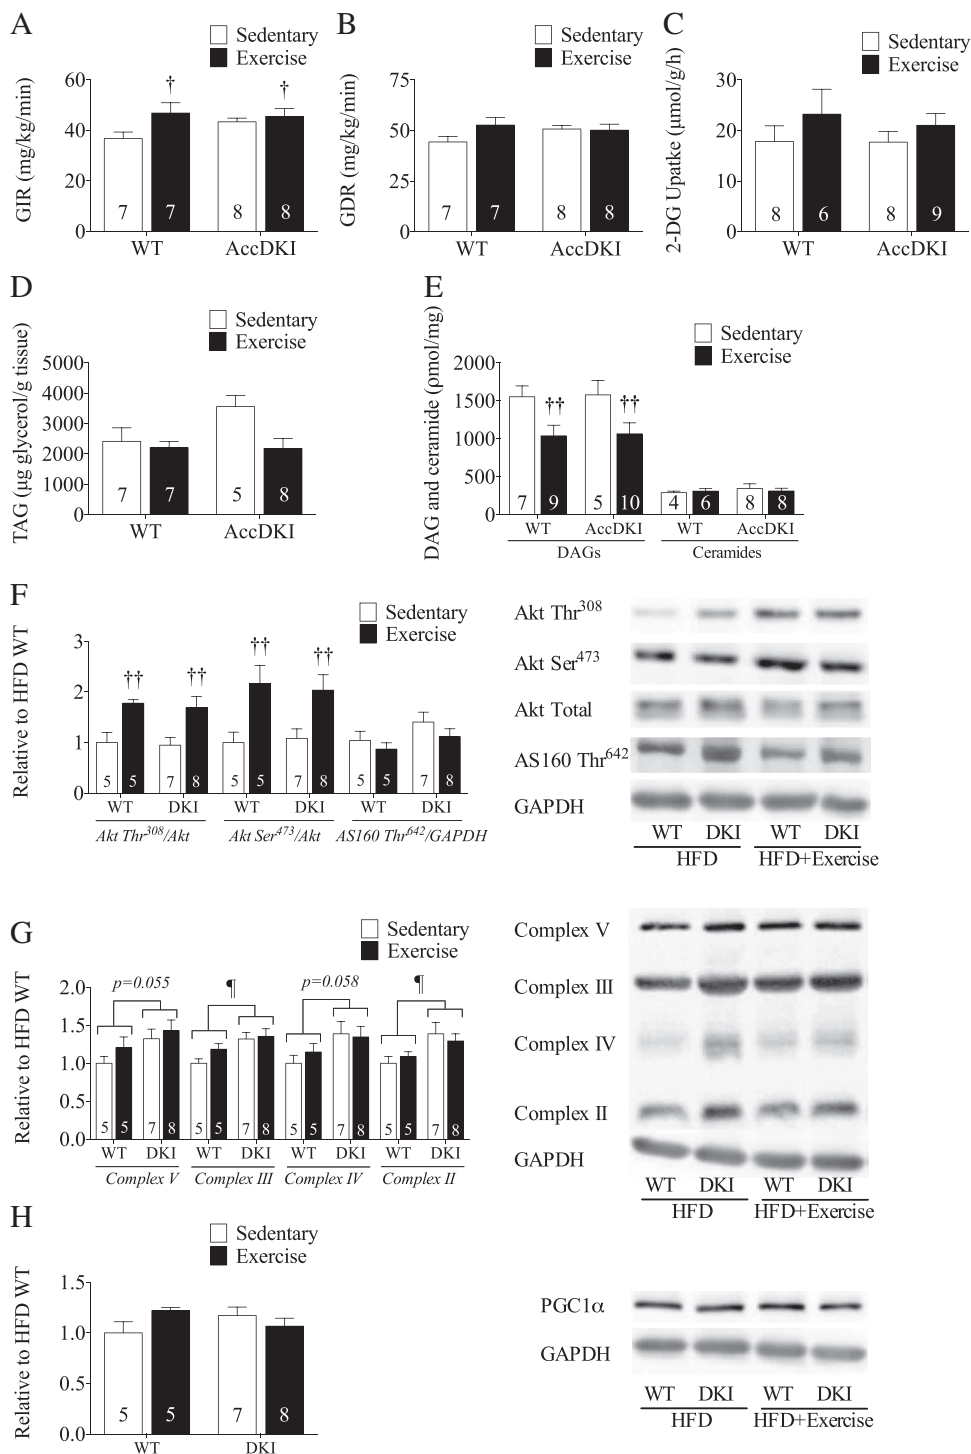 A
Sedentary
Exercise
GIR (mg/kg/min)
60
40
20
0
†
†
7
7
8
8
WT
AccDKI
B
Sedentary
Exercise
GDR (mg/kg/min)
75
50
25
0
7
7
8
8
WT
AccDKI
C
Sedentary
Exercise
2-DG Upatke (μmol/g/h)
30
20
10
0
8
6
8
9
WT
AccDKI
D
Sedentary
Exercise
TAG (μg glycerol/g tissue)
5000
4000
3000
2000
1000
0
7
7
5
8
WT
AccDKI
E
Sedentary
Exercise
DAG and ceramide (ρmol/mg)
2000
1500
1000
500
0
††
††
7
9
5
10
4
6
8
8
WT
AccDKI
WT
AccDKI
DAGs
Ceramides
F
Sedentary
Exercise
Relative to HFD WT
3
2
1
0
††
††
††
††
5
5
7
8
5
5
7
8
5
5
7
8
WT
DKI
WT
DKI
WT
DKI
Akt Thr308/Akt
Akt Ser473/Akt
AS160 Thr642/GAPDH
Akt Thr308
Akt Ser473
Akt Total
AS160 Thr642
GAPDH
WT
DKI
WT
DKI
HFD
HFD+Exercise
G
Sedentary
Exercise
Relative to HFD WT
2.0
1.5
1.0
0.5
0.0
p=0.055
¶
p=0.058
¶
5
5
7
8
5
5
7
8
5
5
7
8
5
5
7
8
WT
DKI
WT
DKI
WT
DKI
WT
DKI
Complex V
Complex III
Complex IV
Complex II
Complex V
Complex III
Complex IV
Complex II
GAPDH
WT
DKI
WT
DKI
HFD
HFD+Exercise
H
Sedentary
Exercise
Relative to HFD WT
1.5
1.0
0.5
0.0
5
5
7
8
WT
DKI
PGC1α
GAPDH
WT
DKI
WT
DKI
HFD
HFD+Exercise